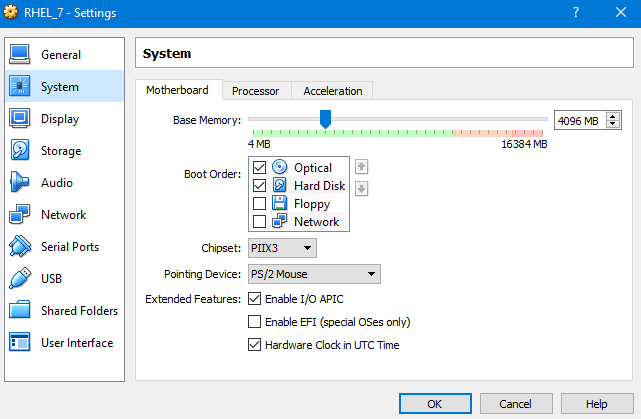 RHEL_7 - Settings
General
System
Display
Storage
Audio
Network
Serial Ports
USB
Shared Folders
User Interface
System
Motherboard Processor Acceleration
Base Memory: 4096 MB
4 MB 16384 MB
Boot Order: Optical
Hard Disk
Floppy
Network
Chipset: PIIX3
Pointing Device: PS/2 Mouse
Extended Features: Enable I/O APIC
Enable EFI (special OSes only)
Hardware Clock in UTC Time
OK Cancel Help